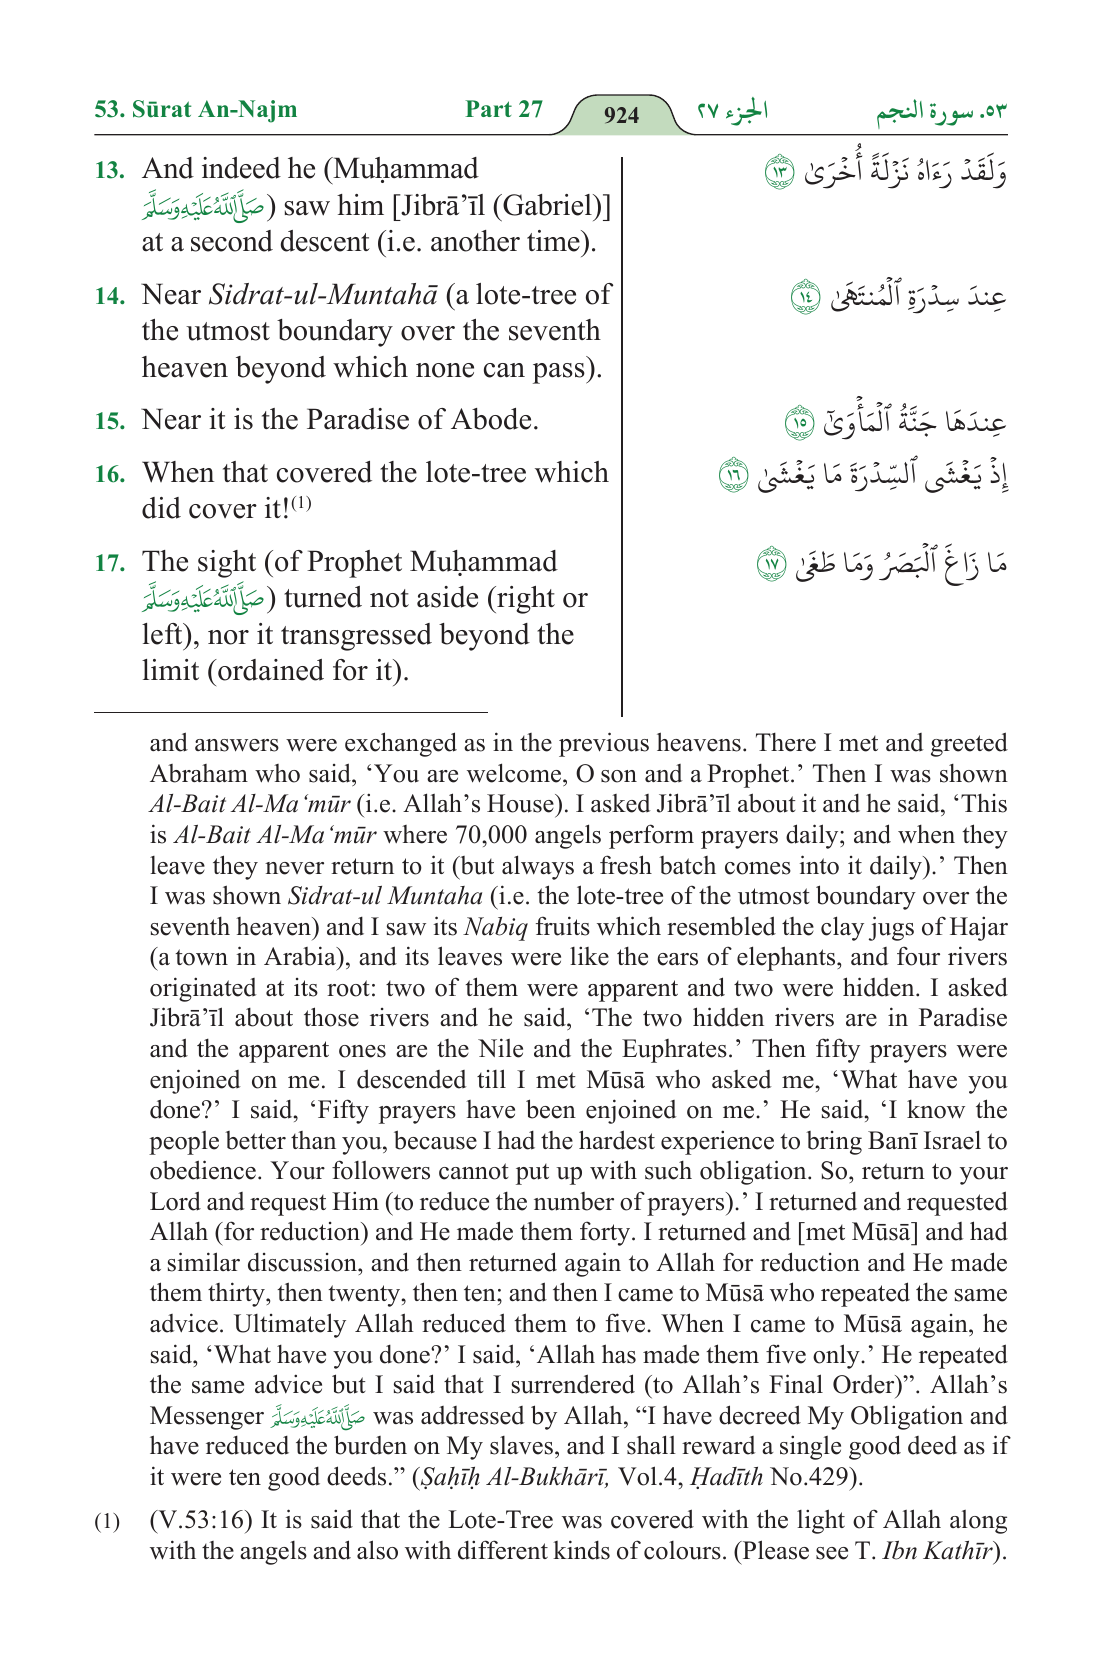 53. Sūrat An-Najm Part 27 924 الجزء ٢٧ ٥٣. سورة النجم
13. And indeed he (Muḥammad
ﷺ) saw him [Jibrā’īl (Gabriel)]
at a second descent (i.e. another time).
وَلَقَدْ رَءَاهُ نَزْلَةً أُخْرَىٰ ١٣
14. Near Sidrat-ul-Muntahā (a lote-tree of
the utmost boundary over the seventh
heaven beyond which none can pass).
عِندَ سِدْرَةِ ٱلْمُنتَهَىٰ ١٤
15. Near it is the Paradise of Abode.
عِندَهَا جَنَّةُ ٱلْمَأْوَىٰٓ ١٥
16. When that covered the lote-tree which
did cover it!(1)
إِذْ يَغْشَى ٱلسِّدْرَةَ مَا يَغْشَىٰ ١٦
17. The sight (of Prophet Muḥammad
ﷺ) turned not aside (right or
left), nor it transgressed beyond the
limit (ordained for it).
مَا زَاغَ ٱلْبَصَرُ وَمَا طَغَىٰ ١٧
and answers were exchanged as in the previous heavens. There I met and greeted
Abraham who said, ‘You are welcome, O son and a Prophet.’ Then I was shown
Al-Bait Al-Ma‘mūr (i.e. Allah’s House). I asked Jibrā’īl about it and he said, ‘This
is Al-Bait Al-Ma‘mūr where 70,000 angels perform prayers daily; and when they
leave they never return to it (but always a fresh batch comes into it daily).’ Then
I was shown Sidrat-ul Muntaha (i.e. the lote-tree of the utmost boundary over the
seventh heaven) and I saw its Nabiq fruits which resembled the clay jugs of Hajar
(a town in Arabia), and its leaves were like the ears of elephants, and four rivers
originated at its root: two of them were apparent and two were hidden. I asked
Jibrā’īl about those rivers and he said, ‘The two hidden rivers are in Paradise
and the apparent ones are the Nile and the Euphrates.’ Then fifty prayers were
enjoined on me. I descended till I met Mūsā who asked me, ‘What have you
done?’ I said, ‘Fifty prayers have been enjoined on me.’ He said, ‘I know the
people better than you, because I had the hardest experience to bring Banī Israel to
obedience. Your followers cannot put up with such obligation. So, return to your
Lord and request Him (to reduce the number of prayers).’ I returned and requested
Allah (for reduction) and He made them forty. I returned and [met Mūsā] and had
a similar discussion, and then returned again to Allah for reduction and He made
them thirty, then twenty, then ten; and then I came to Mūsā who repeated the same
advice. Ultimately Allah reduced them to five. When I came to Mūsā again, he
said, ‘What have you done?’ I said, ‘Allah has made them five only.’ He repeated
the same advice but I said that I surrendered (to Allah’s Final Order)”. Allah’s
Messenger ﷺ was addressed by Allah, “I have decreed My Obligation and
have reduced the burden on My slaves, and I shall reward a single good deed as if
it were ten good deeds.” (Ṣaḥīḥ Al-Bukhārī, Vol.4, Ḥadīth No.429).
(1) (V.53:16) It is said that the Lote-Tree was covered with the light of Allah along
with the angels and also with different kinds of colours. (Please see T. Ibn Kathīr).